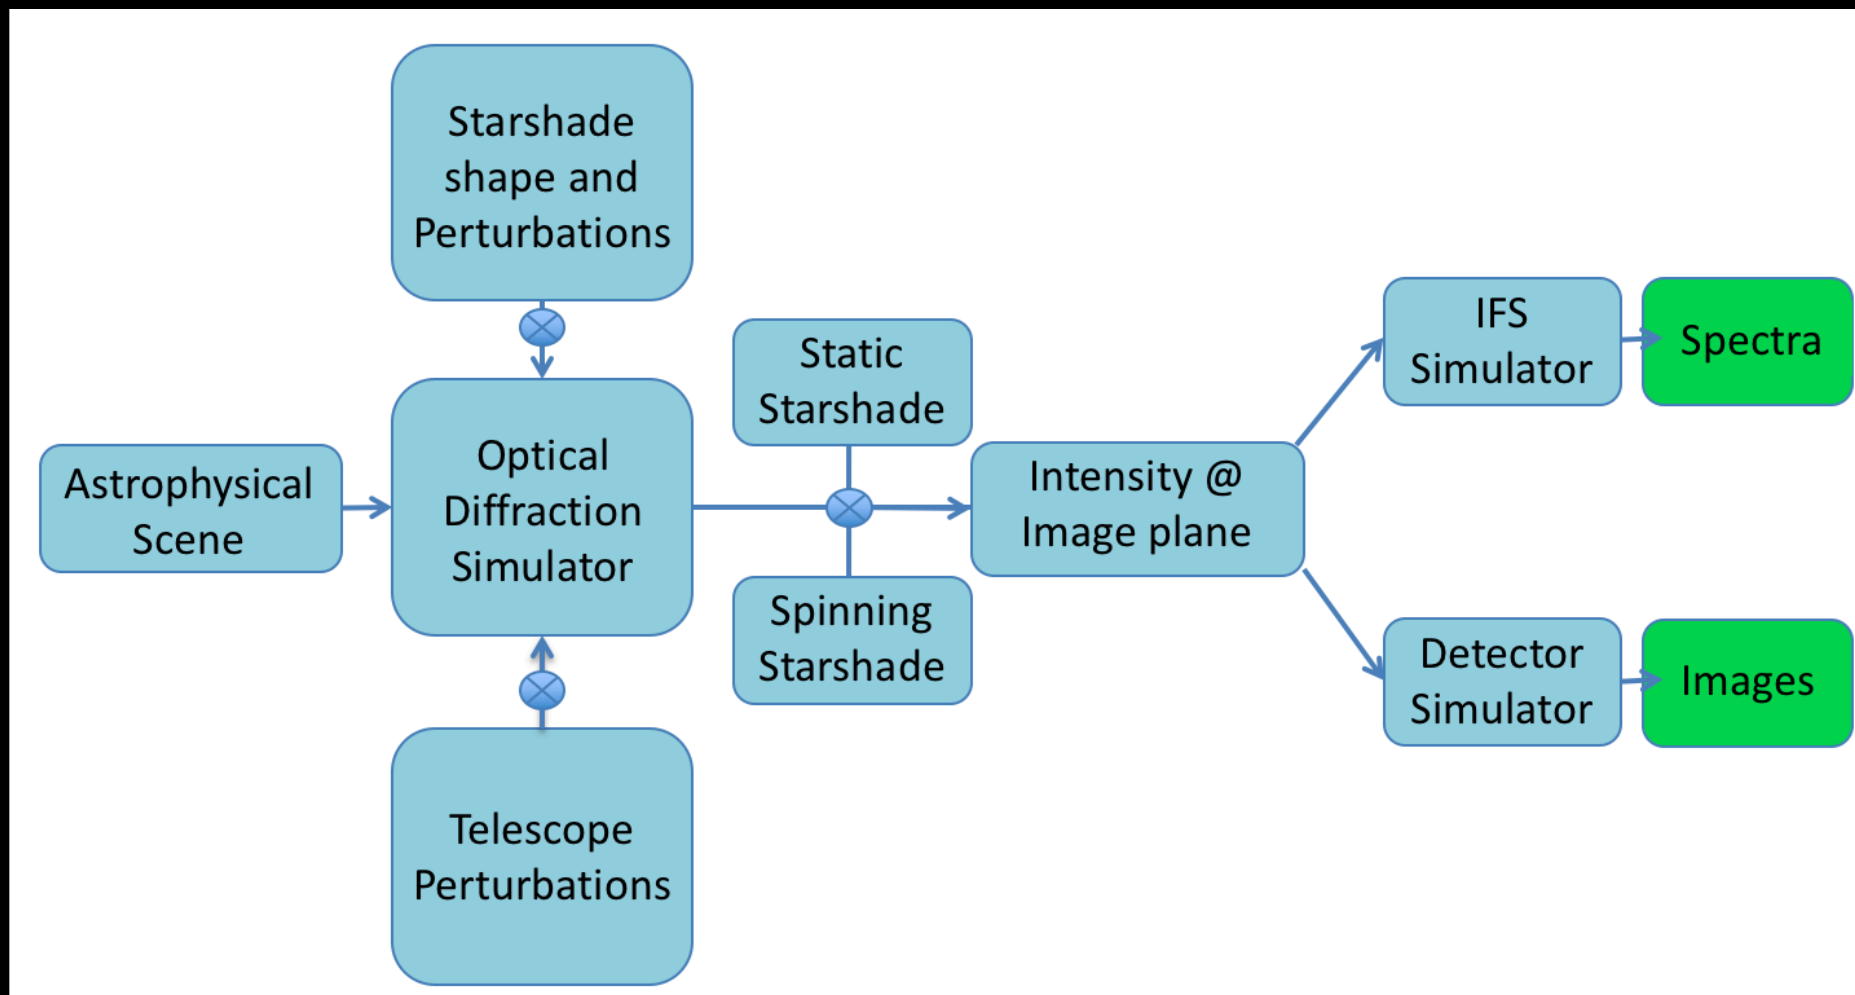 Starshade
shape and
Perturbations
Astrophysical
Scene
Optical
Diffraction
Simulator
Telescope
Perturbations
Static
Starshade
Spinning
Starshade
Intensity @
Image plane
IFS
Simulator
Spectra
Detector
Simulator
Images